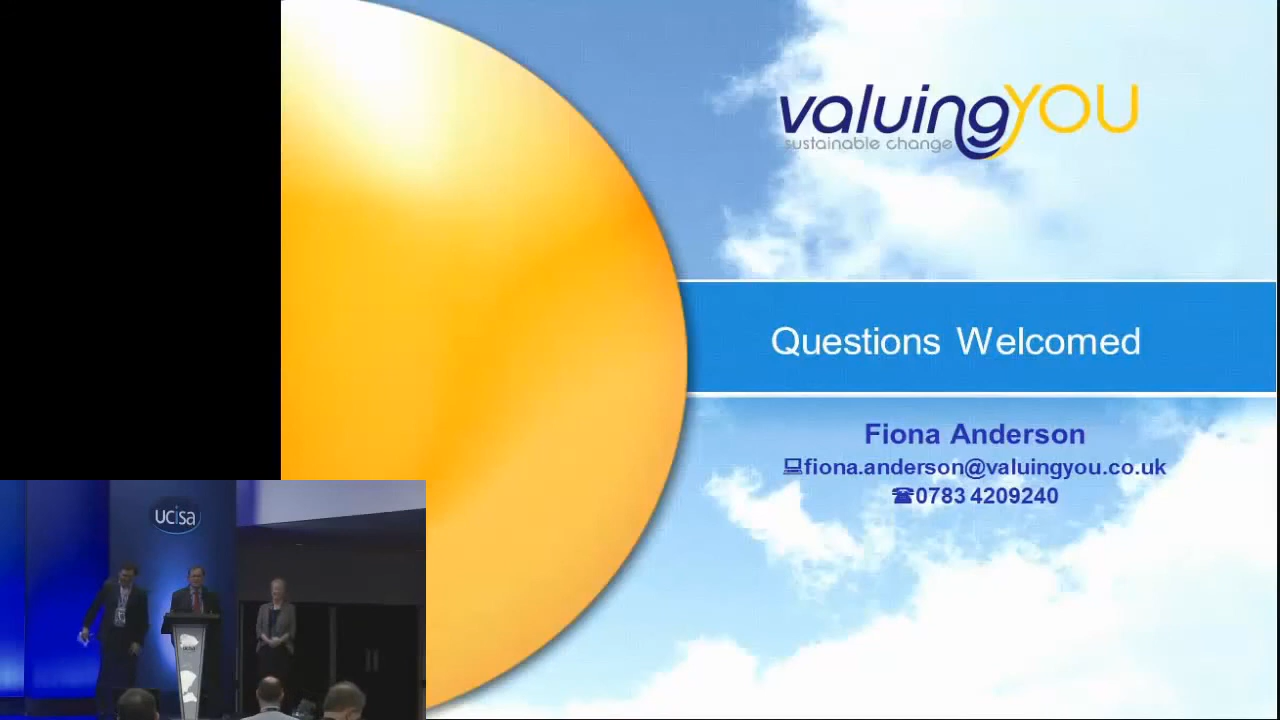 valuingYOU
sustainable change
Questions Welcomed
Fiona Anderson
fiona.anderson@valuingyou.co.uk
0783 4209240
ucisa